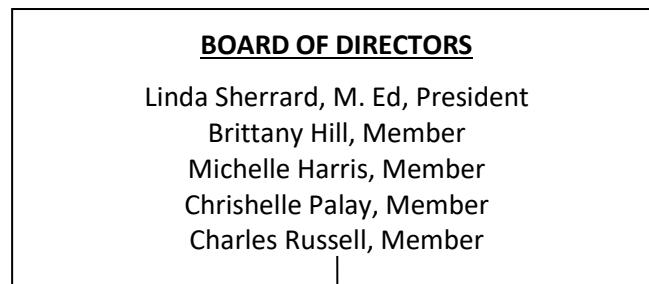 BOARD OF DIRECTORS
Linda Sherrard, M. Ed, President
Brittany Hill, Member
Michelle Harris, Member
Chrishelle Palay, Member
Charles Russell, Member